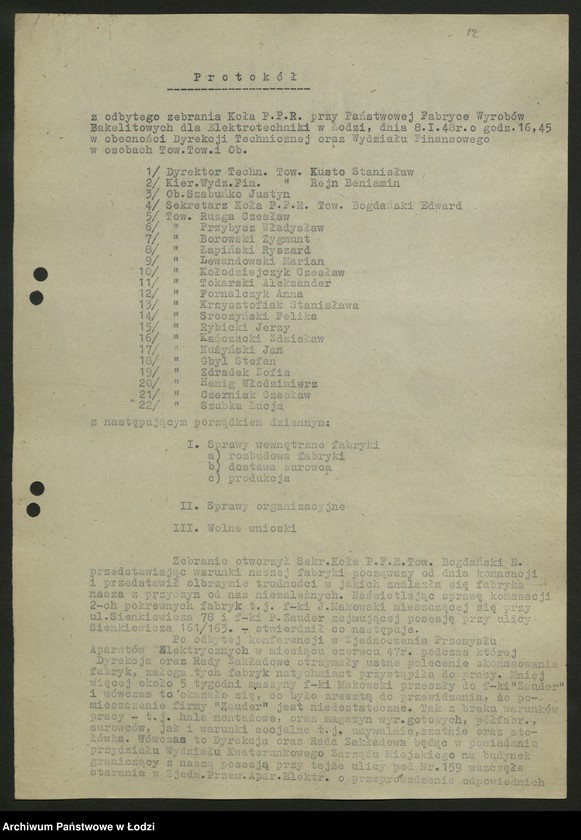 12
Protokół
z odbytego zebrania Koła P.P.R. przy Państwowej Fabryce Wyrobów
Bakelitowych dla Elektrotechniki w Łodzi, dnia 8.I.48r.o godz.16,45
w obecności Dyrekcji Technicznej oraz Wydziału Finansowego
w osobach Tow.Tow.i Ob.
1/ Dyrektor Techn. Tow. Kusto Stanisław
2/ Kier.Wydz.Fin. " Rejn Beniamin
3/ Ob.Szabuńko Justyn
4/ Sekretarz Koła P.P.R. Tow. Bogdański Edward
5/ Tow. Ruzga Czesław
6/ " Przybysz Władysław
7/ " Borowski Zygmunt
8/ " Łapiński Ryszard
9/ " Lewandowski Marian
10/ " Kołodziejczyk Czesław
11/ " Tokarski Aleksander
12/ " Fornalczyk Anna
13/ " Krzysztofiak Stanisława
14/ " Sroczyński Feliks
15/ " Rybicki Jerzy
16/ " Kańczucki Zdzisław
17/ " Nużyński Jan
18/ " Gbyl Stefan
19/ " Zdradek Zofia
20/ " Hanig Włodzimierz
21/ " Czerniak Czesław
22/ " Szubka Łucja
z następującym porządkiem dziennym:
I. Sprawy wewnętrzne fabryki
a) rozbudowa fabryki
b) dostawa surowca
c) produkcja
II. Sprawy organizacyjne
III. Wolne wnioski
Zebranie otworzył Sekr.Koła P.P.R.Tow. Bogdański E.
przedstawiając warunki naszej fabryki począwszy od dnia komasacji
i przedstawił olbrzymie trudności w jakich znalazła się fabryka
nasza z przyczyn od nas niezależnych. Naświetlając sprawę komasacji
2-ch pokrewnych fabryk t.j. f-ki J.Makowski mieszczącej się przy
ul.Sienkiewicza 78 i f-ki P.Zauder zajmującej posesję przy ulicy
Sienkiewicza 161/163. - stwierdził co następuje.
Po odbytej konferencji w Zjednoczeniu Przemysłu
Aparatów Elektrycznych w miesiącu czerwcu 47r. podczas której
Dyrekcja oraz Rady Zakładowe otrzymały ustne polecenie skomasowania
fabryk, załoga tych fabryk natychmiast przystąpiła do pracy. Mniej
więcej około 5 tygodni maszyny f-ki Makowski przeszły do f-ki"Zauder"
i wówczas to okazało się, co było zresztą do przewidzenia, że po-
mieszczenie firmy "Zauder" jest niedostateczne. Tak z braku warunków
pracy - t.j. hale montażowe, oraz magazyn wyr.gotowych, półfabr.,
surowców, jak i warunki socjalne t.j. umywalnie,szatnie oraz sto-
łówka. Wówczas to Dyrekcja oraz Rada Zakładowa będąc w posiadaniu
przydziału Wydziału Kwaterunkowego Zarządu Miejskiego na budynek
graniczący z naszą posesją przy tejże ulicy pod Nr.159 wszczęła
starania w Zjedn.Przem.Apar.Elektr. o przeprowadzenie odpowiednich
Archiwum Państwowe w Łodzi